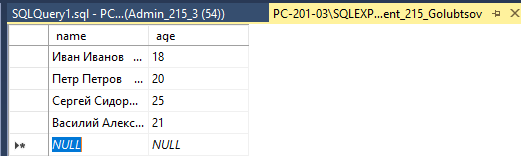 SQLQuery1.sql - PC...(Admin_215_3 (54))
PC-201-03\SQLEXP...ent_215_Golubtsov
name age
Иван Иванов ... 18
Петр Петров ... 20
Сергей Сидор... 25
Василий Алекс... 21
NULL NULL